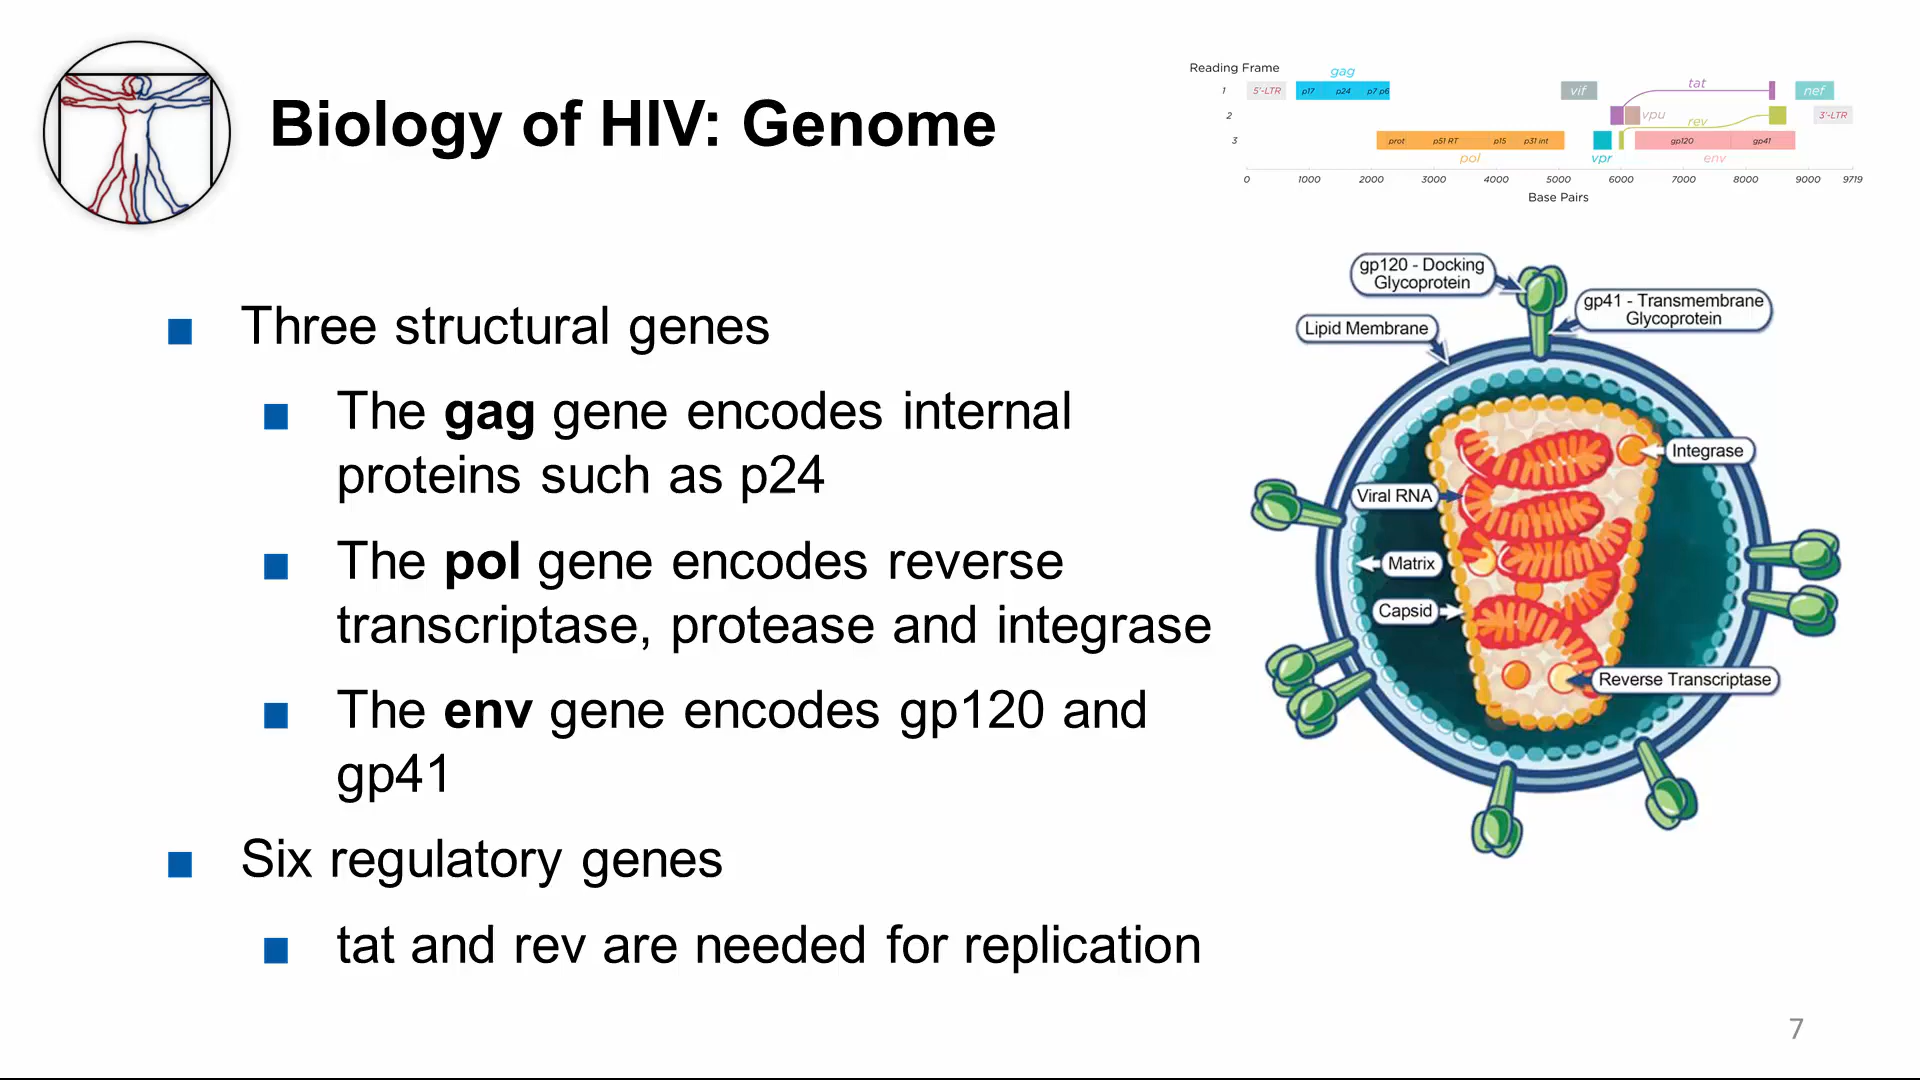 Biology of HIV: Genome
Reading Frame
gag
1
5'-LTR
p17
p24
p7 p6
vif
tat
nef
2
vpu
rev
3'-LTR
3
prot
p51 RT
p15
p31 int
gp120
gp41
pol
vpr
env
0
1000
2000
3000
4000
5000
6000
7000
8000
9000
9719
Base Pairs
Three structural genes
The gag gene encodes internal
proteins such as p24
The pol gene encodes reverse
transcriptase, protease and integrase
The env gene encodes gp120 and
gp41
Six regulatory genes
tat and rev are needed for replication
gp120 - Docking
Glycoprotein
gp41 - Transmembrane
Glycoprotein
Lipid Membrane
Integrase
Viral RNA
Matrix
Capsid
Reverse Transcriptase
7